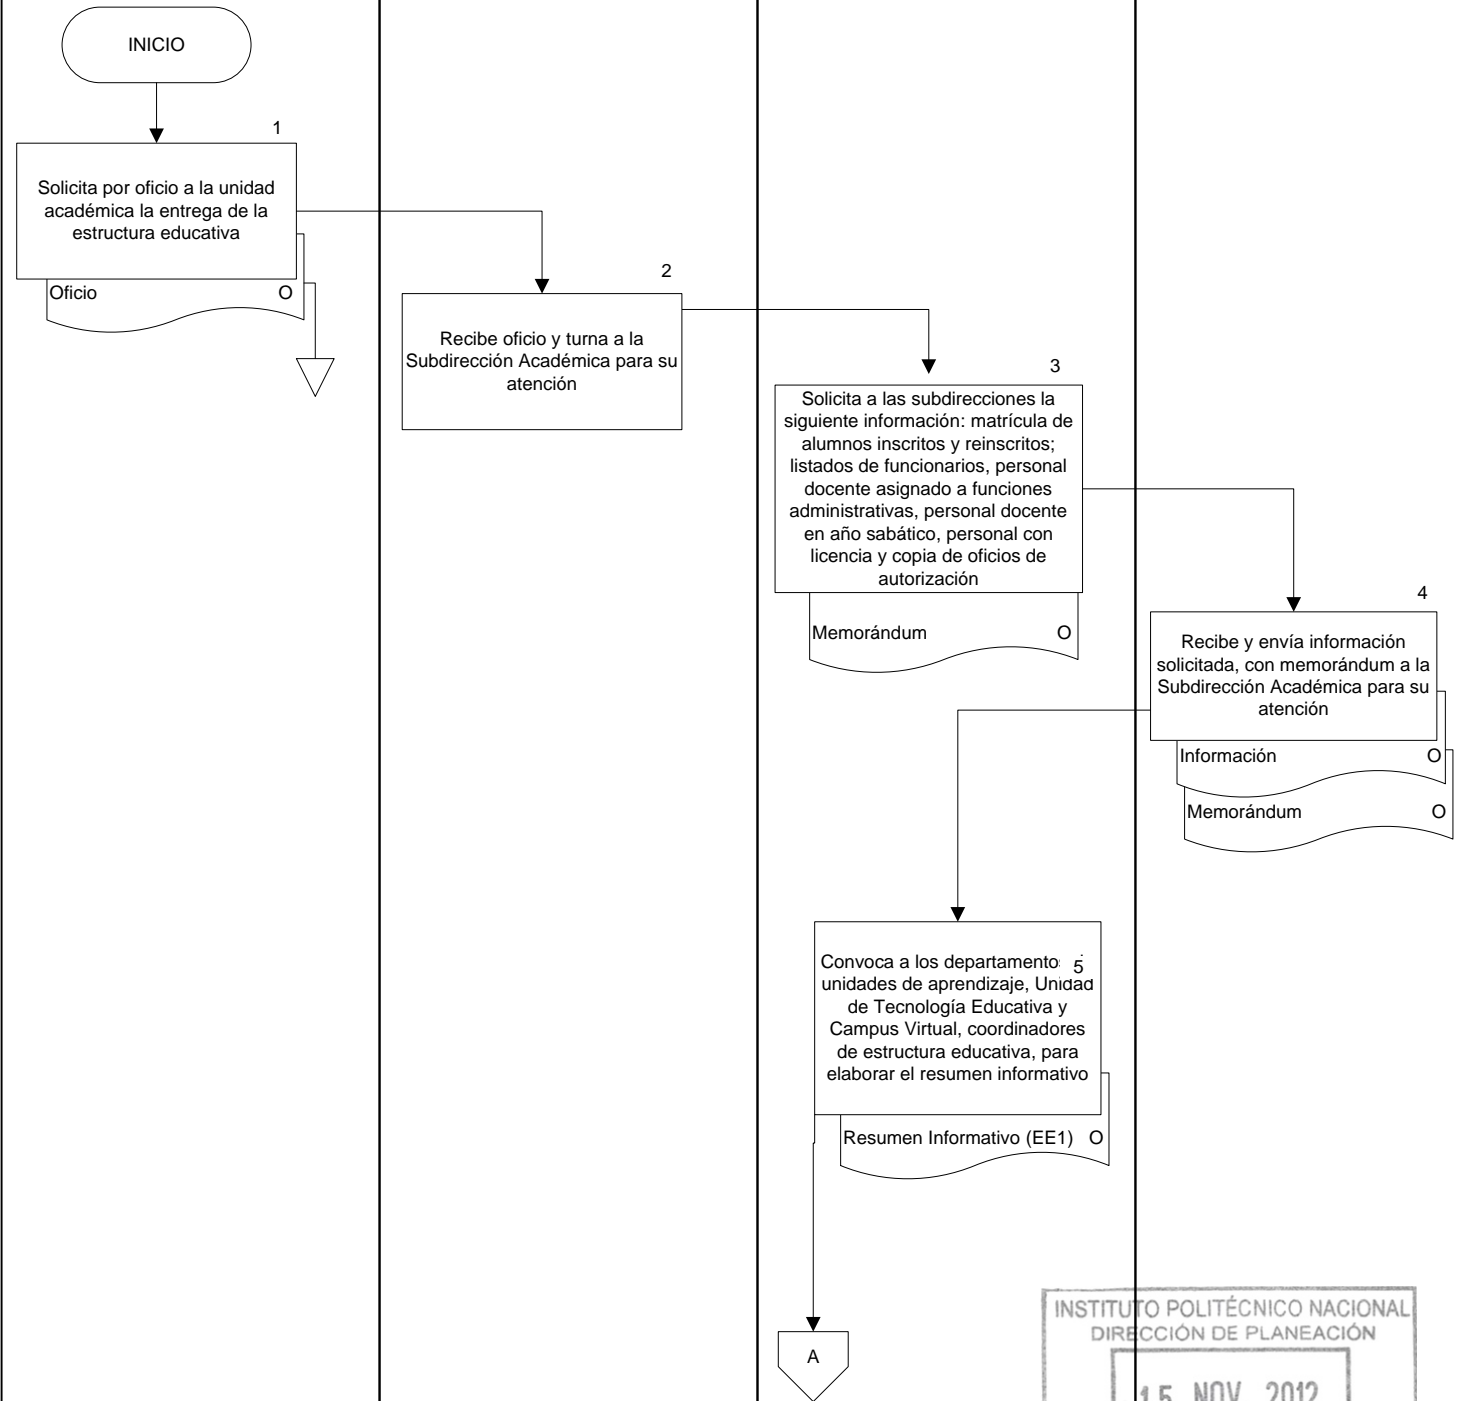 INICIO
1
Solicita por oficio a la unidad
académica la entrega de la
estructura educativa
Oficio O
2
Recibe oficio y turna a la
Subdirección Académica para su
atención
3
Solicita a las subdirecciones la
siguiente información: matrícula de
alumnos inscritos y reinscritos;
listados de funcionarios, personal
docente asignado a funciones
administrativas, personal docente
en año sabático, personal con
licencia y copia de oficios de
autorización
Memorándum O
4
Recibe y envía información
solicitada, con memorándum a la
Subdirección Académica para su
atención
Información O
Memorándum O
5
Convoca a los
unidades de aprendizaje, Unidad
de Tecnología Educativa y
Campus Virtual, coordinadores
de estructura educativa, para
elaborar el resumen informativo
Resumen Informativo (EE1) O
A
INSTITUTO POLITÉCNICO NACIONAL
DIRECCIÓN DE PLANEACIÓN
15 NOV 2012